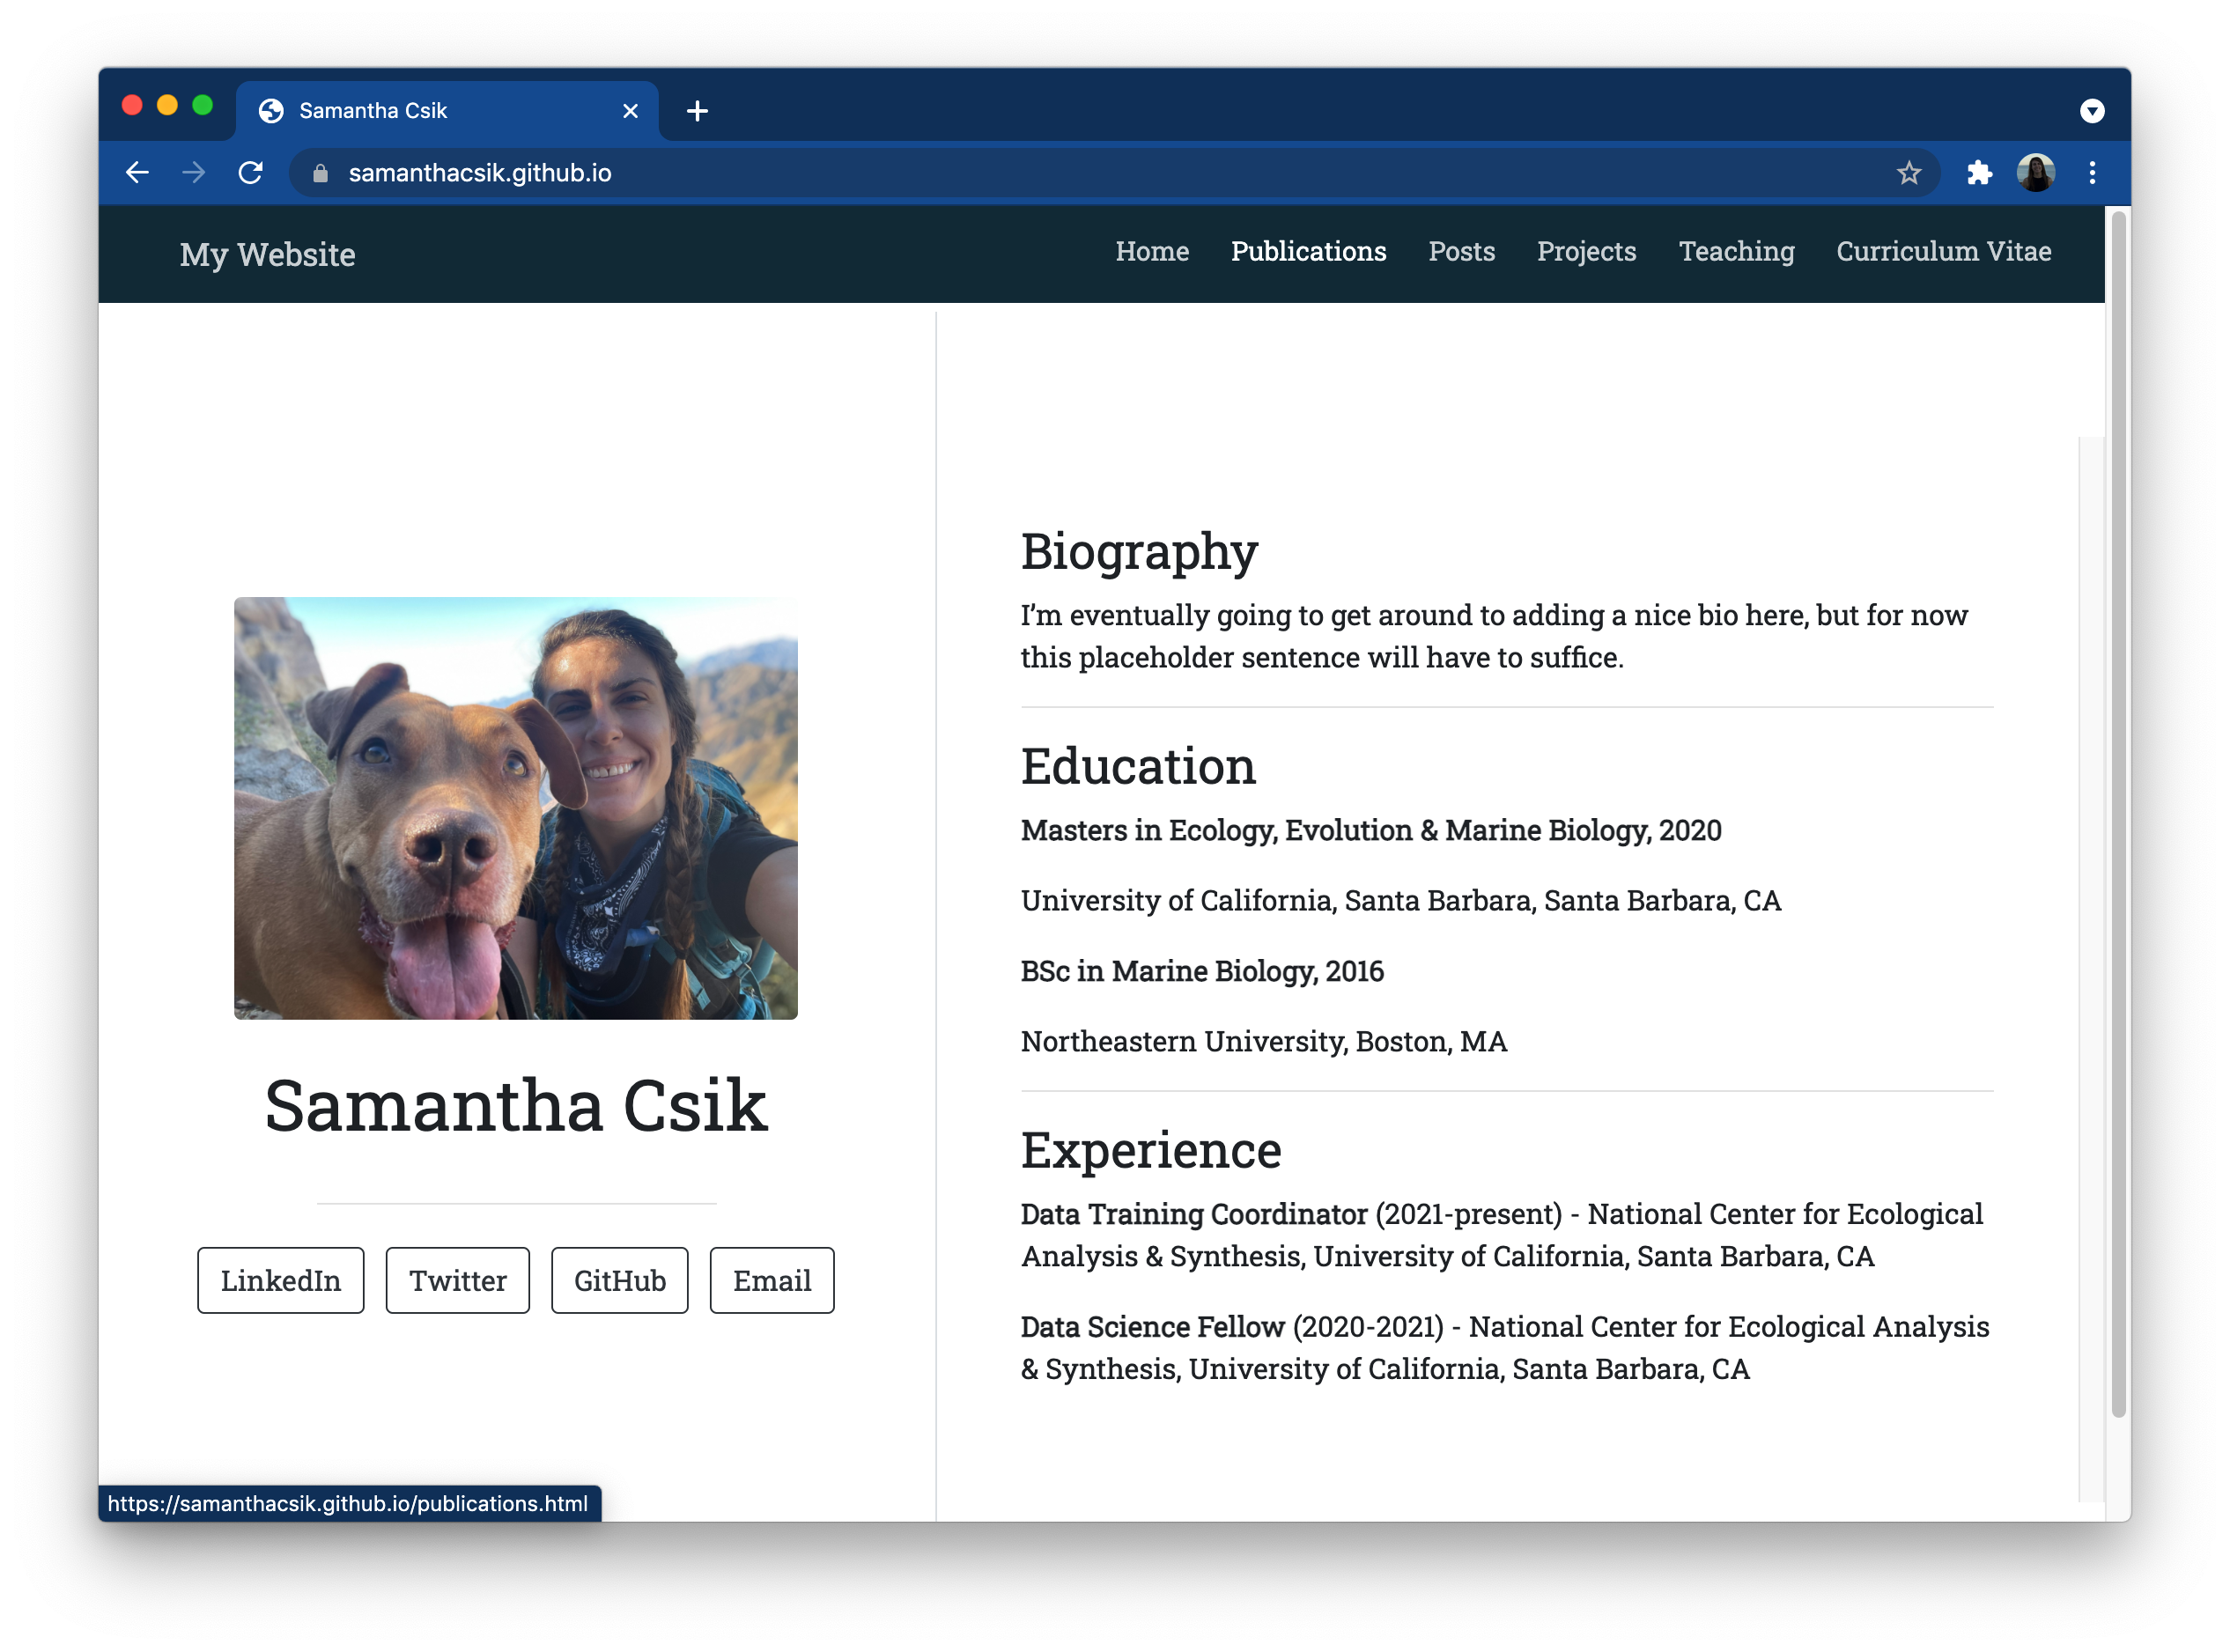 Samantha Csik
samanthacsik.github.io
My Website
Home Publications Posts Projects Teaching Curriculum Vitae
Samantha Csik
LinkedIn Twitter GitHub Email
Biography
I’m eventually going to get around to adding a nice bio here, but for now
this placeholder sentence will have to suffice.
Education
Masters in Ecology, Evolution & Marine Biology, 2020
University of California, Santa Barbara, Santa Barbara, CA
BSc in Marine Biology, 2016
Northeastern University, Boston, MA
Experience
Data Training Coordinator (2021-present) - National Center for Ecological
Analysis & Synthesis, University of California, Santa Barbara, CA
Data Science Fellow (2020-2021) - National Center for Ecological Analysis
& Synthesis, University of California, Santa Barbara, CA
https://samanthacsik.github.io/publications.html